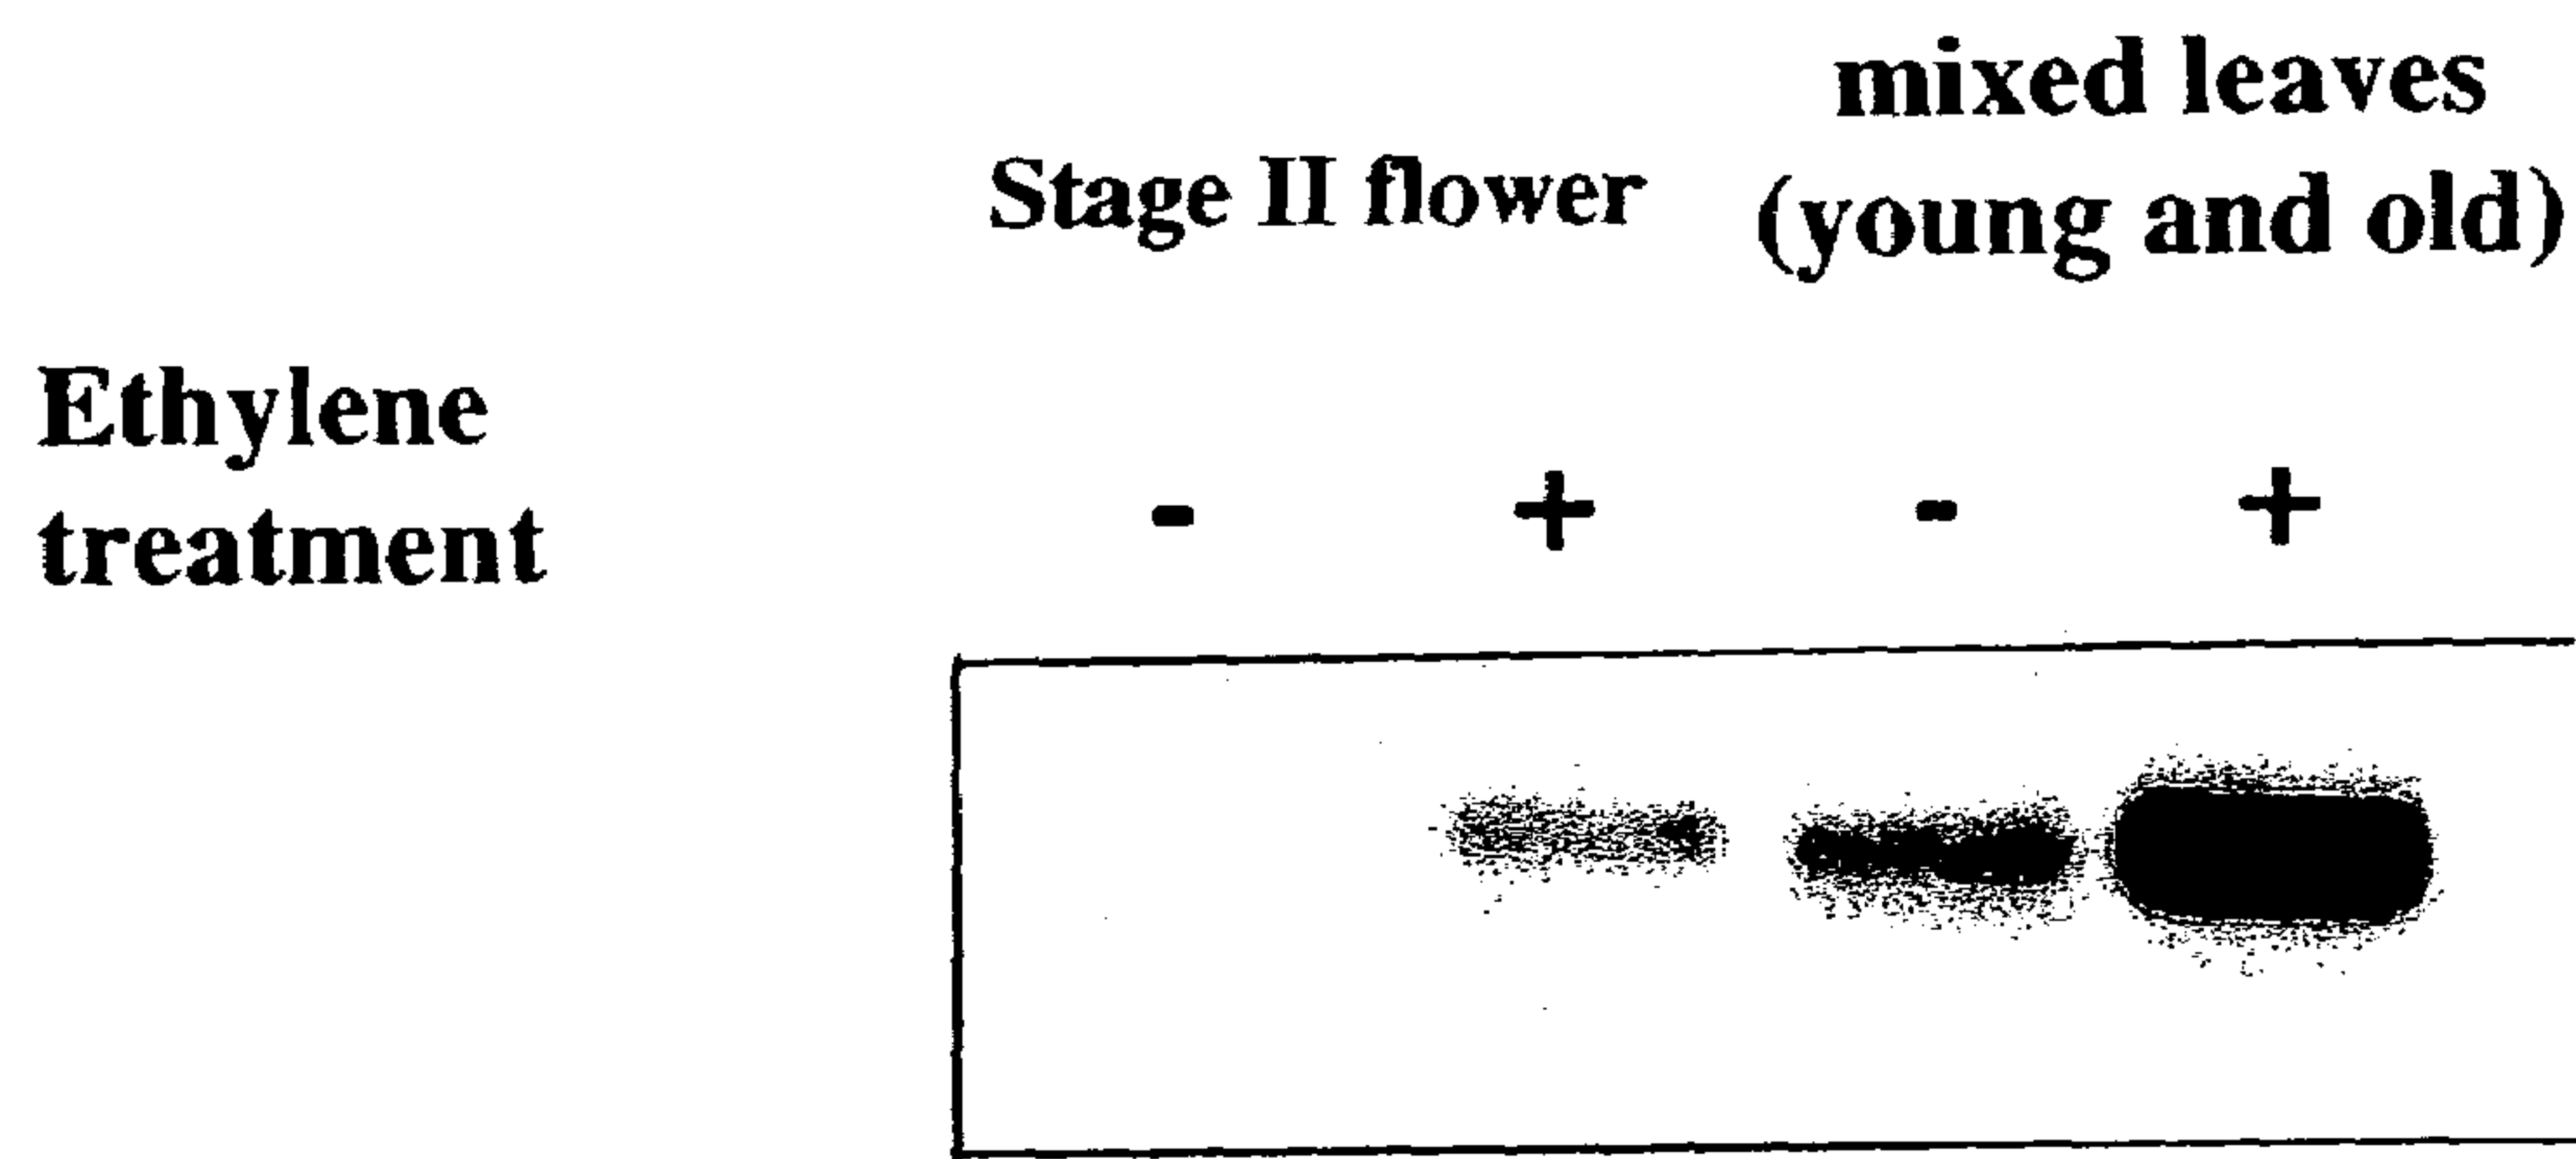 mixed leaves
Stage II flower (young and old)
Ethylene
treatment - + - +